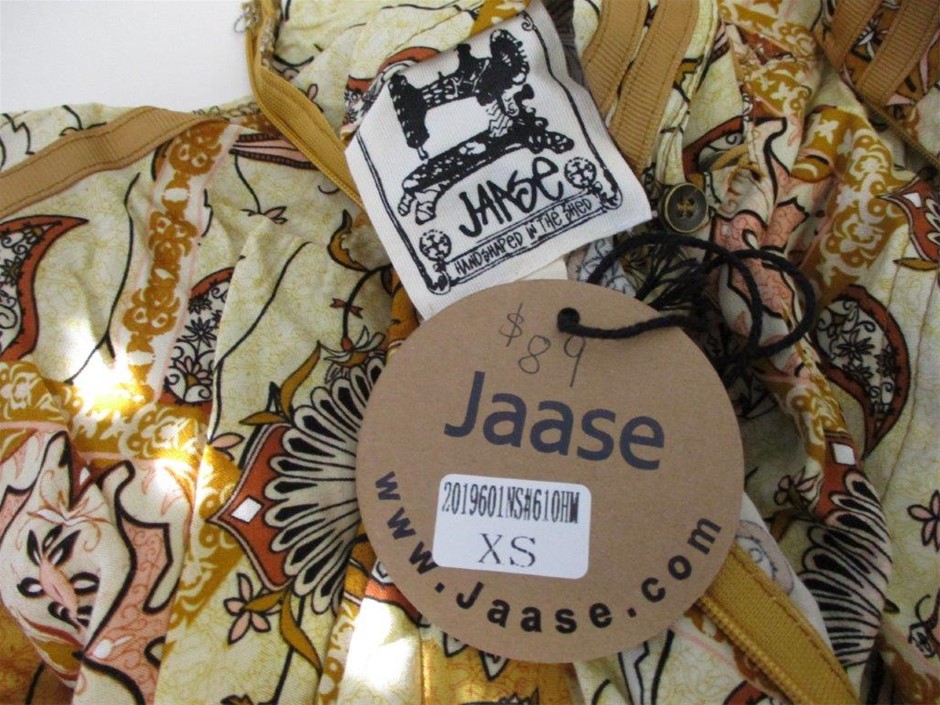 JAASE
HANDSHAPED IN THE SHED
$89
Jaase
2019601NS#610HM
XS
www.Jaase.com